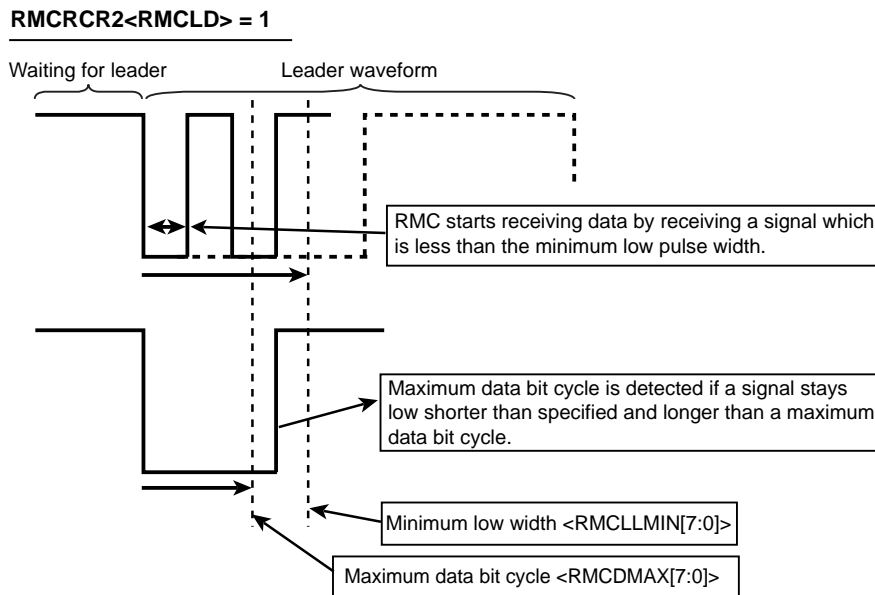 RMCRCR2<RMCLD> = 1
Waiting for leader
Leader waveform
RMC starts receiving data by receiving a signal which
is less than the minimum low pulse width.
Maximum data bit cycle is detected if a signal stays
low shorter than specified and longer than a maximum
data bit cycle.
Minimum low width <RMCLLMIN[7:0]>
Maximum data bit cycle <RMCDMAX[7:0]>